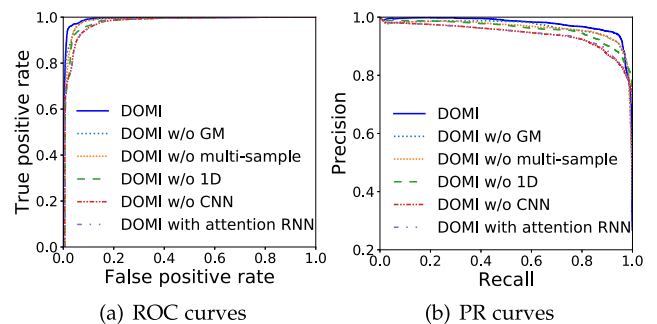 True positive rate
1.0
0.8
0.6
0.4
0.2
0.0
DOMI
DOMI w/o GM
DOMI w/o multi-sample
DOMI w/o 1D
DOMI w/o CNN
DOMI with attention RNN
0.0 0.2 0.4 0.6 0.8 1.0
False positive rate
(a) ROC curves
Precision
1.0
0.8
0.6
0.4
0.2
DOMI
DOMI w/o GM
DOMI w/o multi-sample
DOMI w/o 1D
DOMI w/o CNN
DOMI with attention RNN
0.0 0.2 0.4 0.6 0.8 1.0
Recall
(b) PR curves